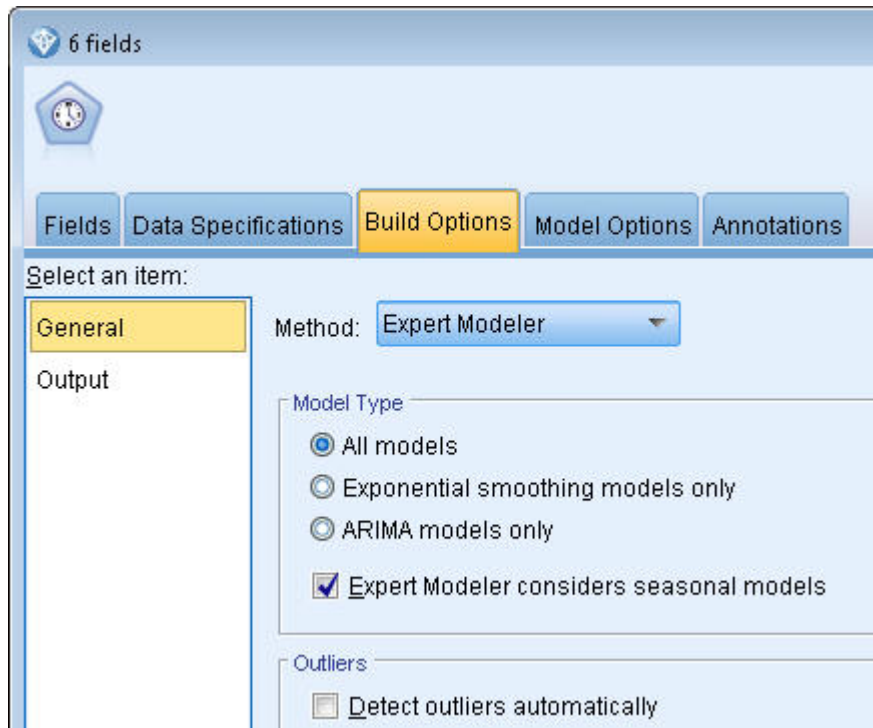 6 fields
Fields Data Specifications Build Options Model Options Annotations
Select an item:
General
Output
Method: Expert Modeler
Model Type
All models
Exponential smoothing models only
ARIMA models only
Expert Modeler considers seasonal models
Outliers
Detect outliers automatically